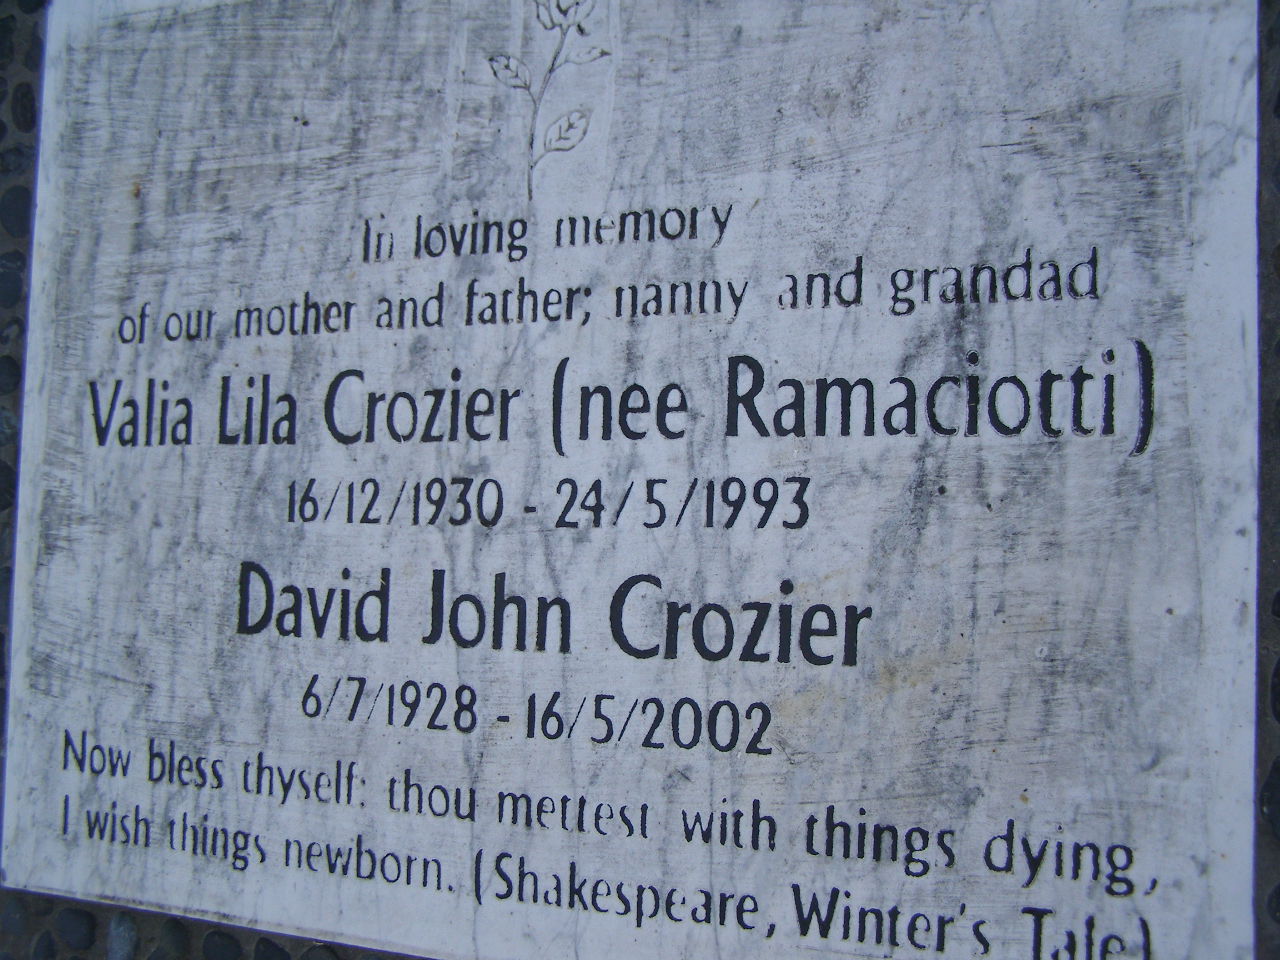 In loving memory
of our mother and father; nanny and grandad
Valia Lila Crozier (nee Ramaciotti)
16/12/1930 - 24/5/1993
David John Crozier
6/7/1928 - 16/5/2002
Now bless thyself: thou mettest with things dying,
I wish things newborn. (Shakespeare, Winter's Tale)